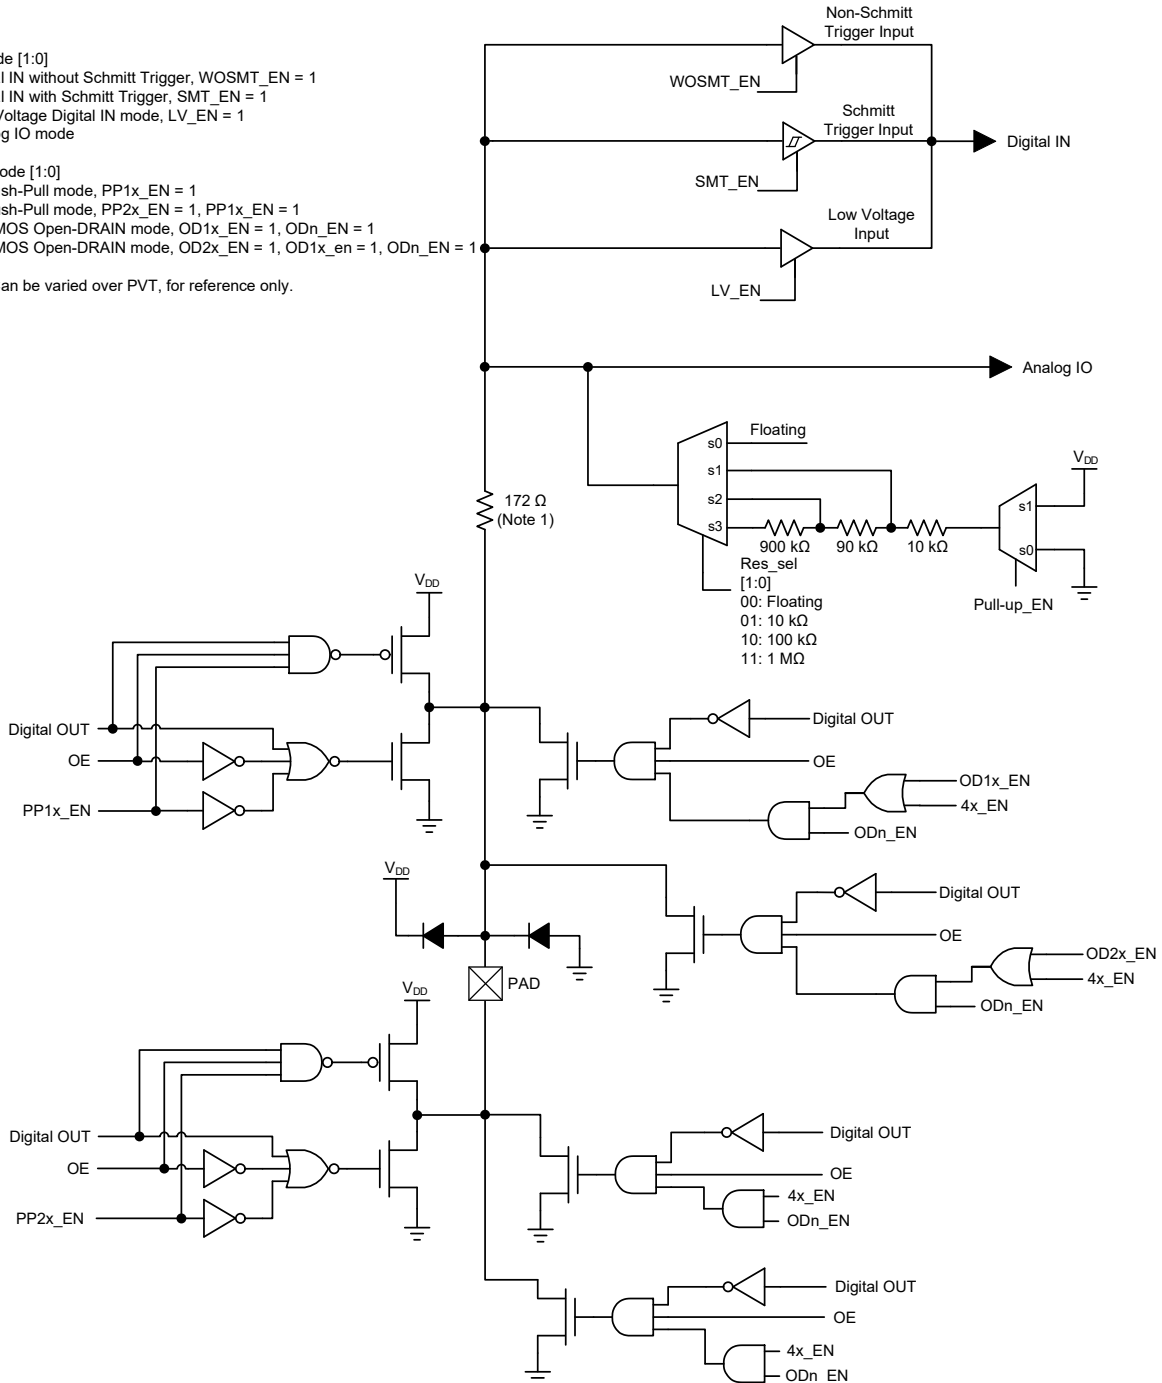 de [1:0]
l IN without Schmitt Trigger, WOSMT_EN = 1
l IN with Schmitt Trigger, SMT_EN = 1
Voltage Digital IN mode, LV_EN = 1
g IO mode
ode [1:0]
sh-Pull mode, PP1x_EN = 1
ush-Pull mode, PP2x_EN = 1, PP1x_EN = 1
MOS Open-DRAIN mode, OD1x_EN = 1, ODn_EN = 1
MOS Open-DRAIN mode, OD2x_EN = 1, OD1x_en = 1, ODn_EN = 1
an be varied over PVT, for reference only.
Non-Schmitt
Trigger Input
WOSMT_EN
Schmitt
Trigger Input
Digital IN
SMT_EN
Low Voltage
Input
LV_EN
Analog IO
Floating
s0
s1
s2
s3
VDD
s1
s0
172 Ω
(Note 1)
900 kΩ
90 kΩ
10 kΩ
Res_sel
[1:0]
00: Floating
01: 10 kΩ
10: 100 kΩ
11: 1 MΩ
Pull-up_EN
VDD
Digital OUT
OE
PP1x_EN
Digital OUT
OE
OD1x_EN
4x_EN
ODn_EN
VDD
Digital OUT
OE
OD2x_EN
4x_EN
ODn_EN
PAD
VDD
Digital OUT
OE
PP2x_EN
Digital OUT
OE
4x_EN
ODn_EN
Digital OUT
OE
4x_EN
ODn_EN